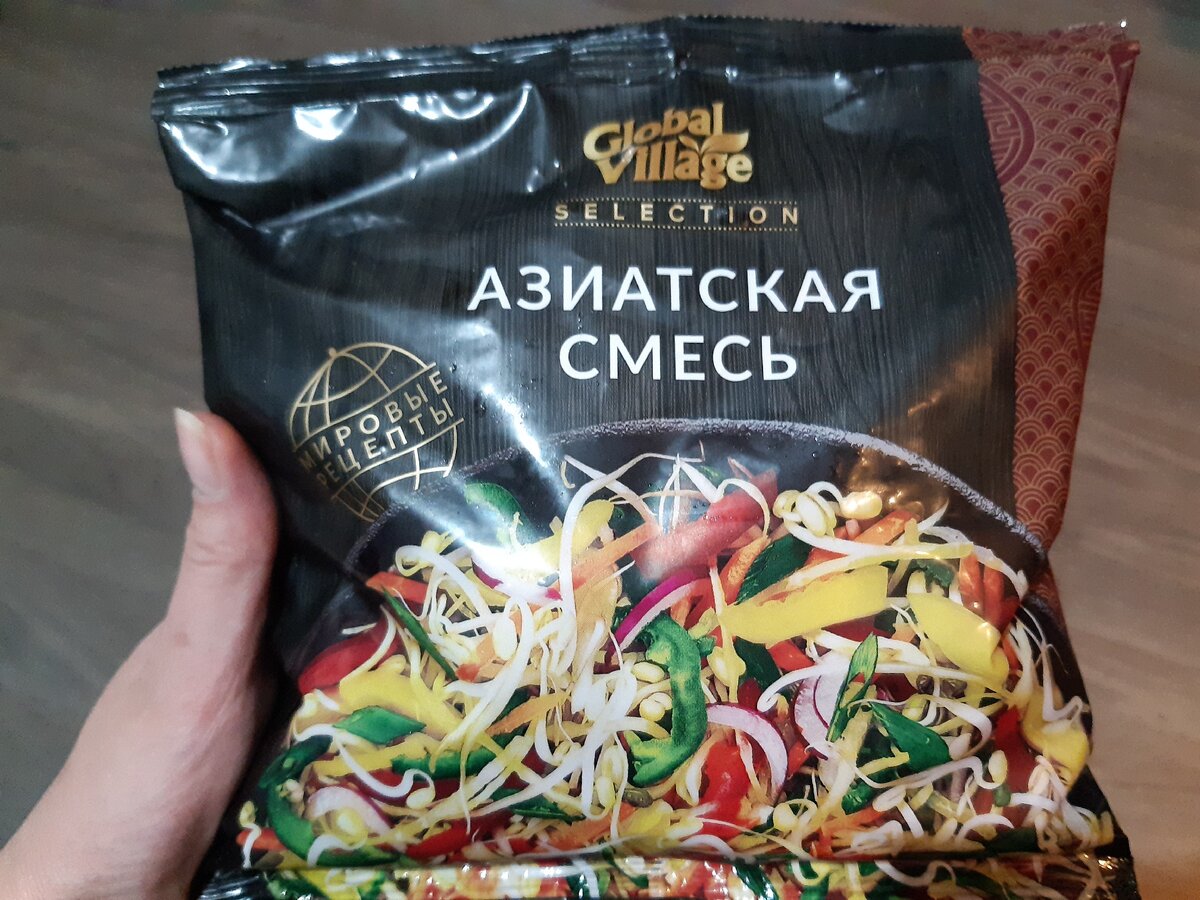 Global
Village
SELECTION
АЗИАТСКАЯ
СМЕСЬ
МИРОВЫЕ
РЕЦЕПТЫ